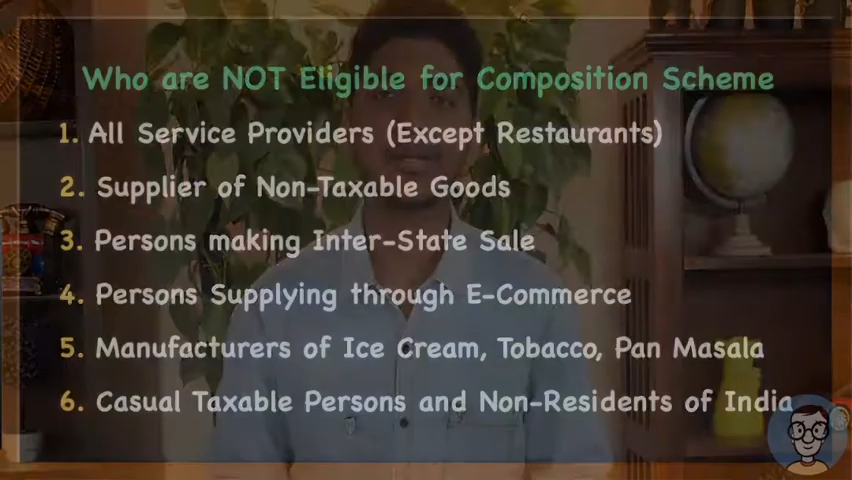 Who are NOT Eligible for Composition Scheme
1. All Service Providers (Except Restaurants)
2. Supplier of Non-Taxable Goods
3. Persons making Inter-State Sale
4. Persons Supplying through E-Commerce
5. Manufacturers of Ice Cream, Tobacco, Pan Masala
6. Casual Taxable Persons and Non-Residents of India